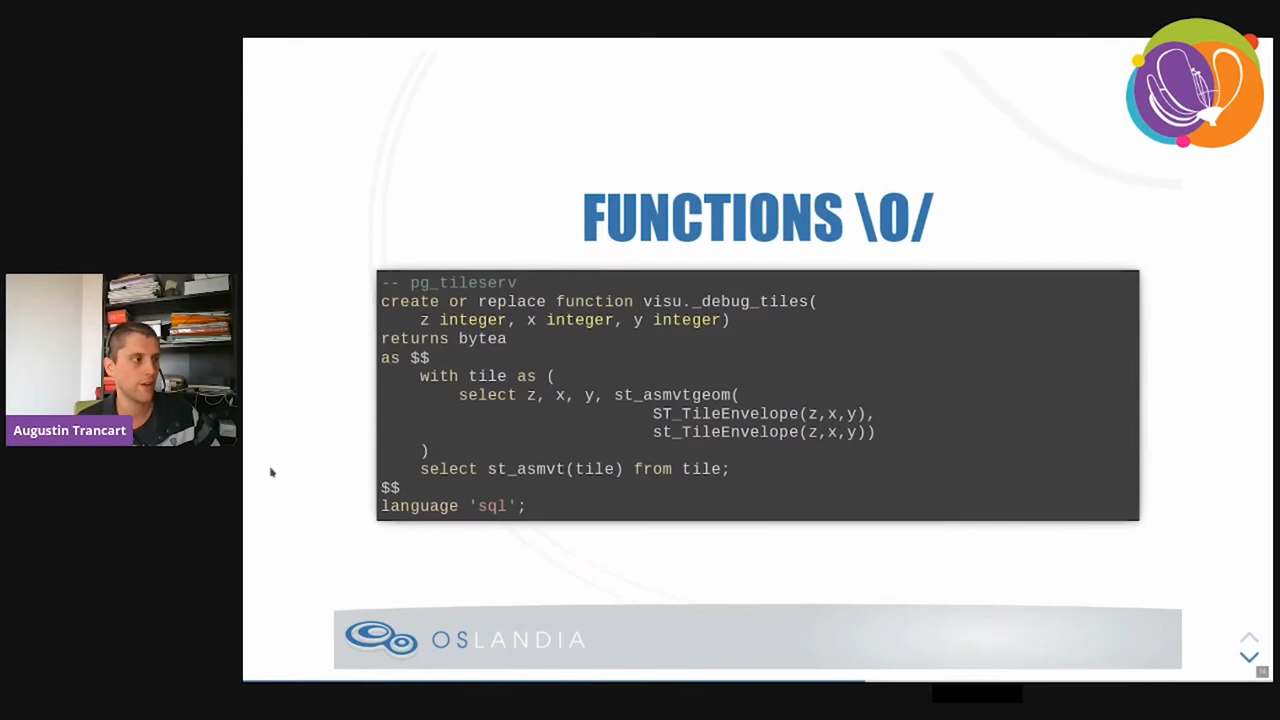 FUNCTIONS \O/
-- pg_tileserv
create or replace function visu._debug_tiles(
z integer, x integer, y integer)
returns bytea
as $$
with tile as (
select z, x, y, st_asmvtgeom(
ST_TileEnvelope(z,x,y),
st_TileEnvelope(z,x,y))
)
select st_asmvt(tile) from tile;
$$
language 'sql';
Augustin Trancart
OSLANDIA